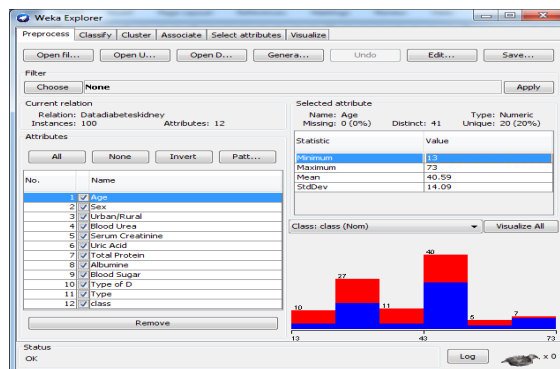 Weka Explorer
Preprocess Classify Cluster Associate Select attributes Visualize
Open fil... Open U... Open D... Genera... Undo Edit... Save...
Filter
Choose None Apply
Current relation
Relation: Datadiabeteskidney
Instances: 100 Attributes: 12
Attributes
All None Invert Patt...
No. Name
1 Age
2 Sex
3 Urban/Rural
4 Blood Urea
5 Serum Creatinine
6 Uric Acid
7 Total Protein
8 Albumine
9 Blood Sugar
10 Type of D
11 Type
12 class
Remove
Selected attribute
Name: Age Type: Numeric
Missing: 0 (0%) Distinct: 41 Unique: 20 (20%)
Statistic Value
Minimum 13
Maximum 73
Mean 40.59
StdDev 14.09
Class: class (Nom) Visualize All
10 27 11 40 5 7
13 43 73
Status
OK
Log x 0